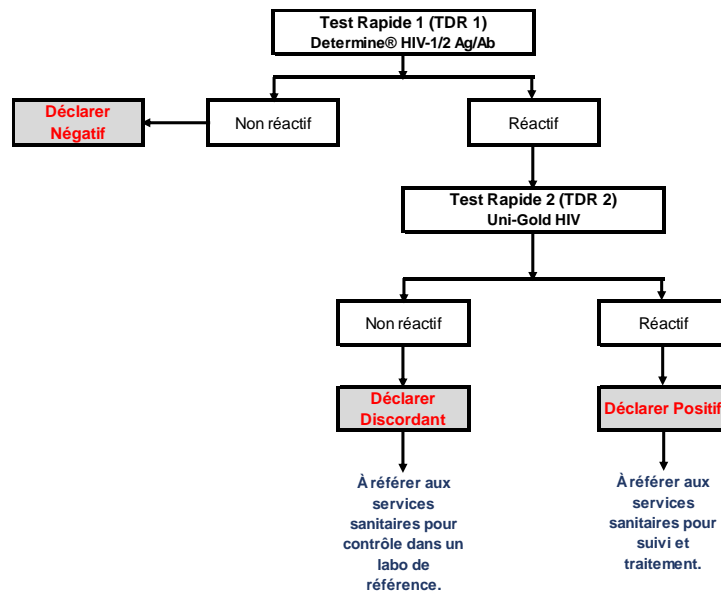 Test Rapide 1 (TDR 1)
Determine® HIV-1/2 Ag/Ab
Déclarer
Négatif
Non réactif
Réactif
Test Rapide 2 (TDR 2)
Uni-Gold HIV
Non réactif
Réactif
Déclarer
Discordant
Déclarer Positif
À référer aux
services
sanitaires pour
contrôle dans un
labo de
référence.
À référer aux
services
sanitaires pour
suivi et
traitement.